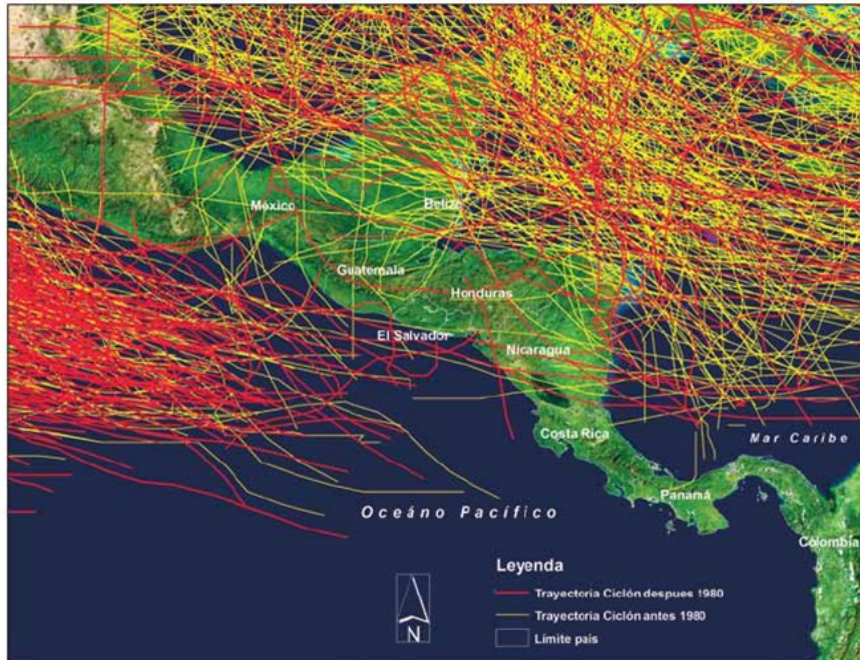 México
Belize
Guatemala
Honduras
El Salvador
Nicaragua
Costa Rica
Mar Caribe
Panamá
Océano Pacífico
Colombia
Leyenda
Trayectoria Ciclón despues 1980
Trayectoria Ciclón antes 1980
Límite pais
N